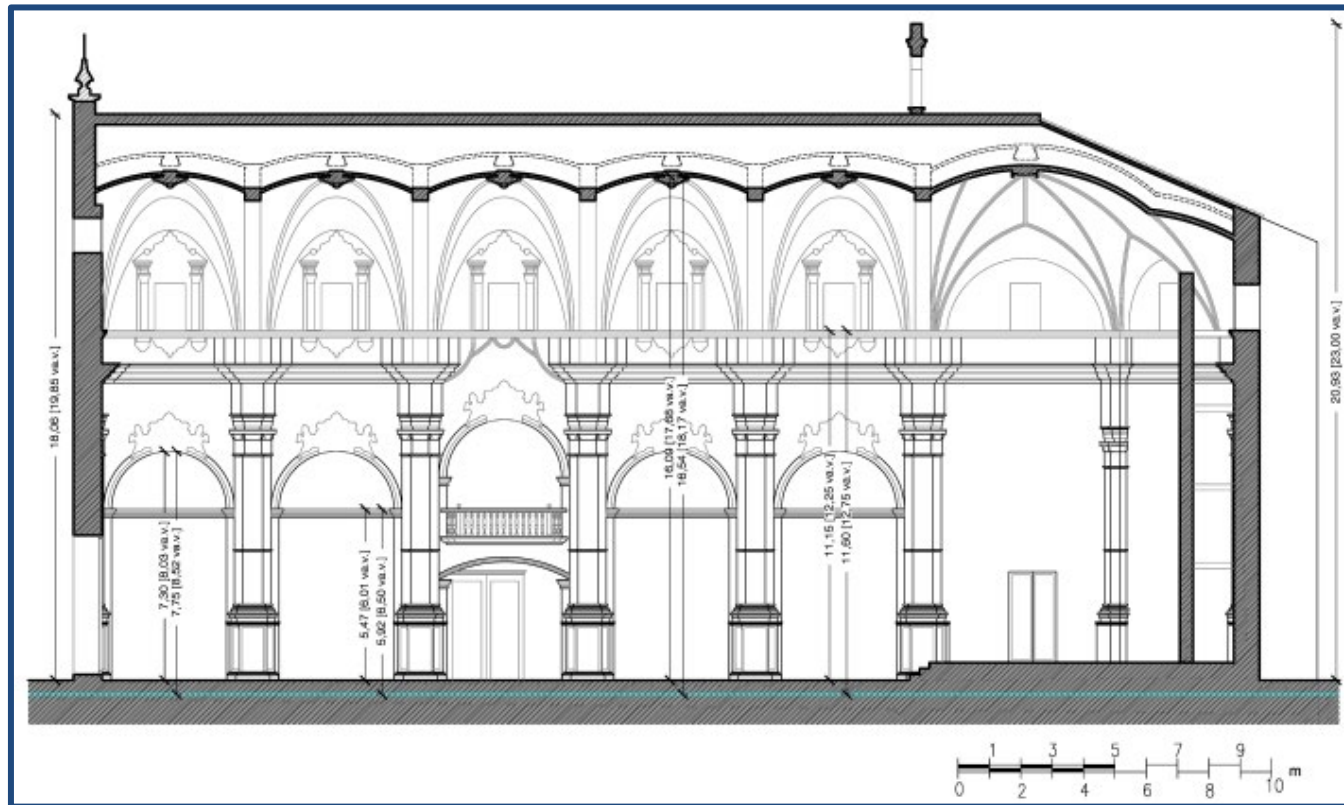 18,06 [19,85 va.v.]
7,30 [8,03 va.v.]
7,75 [8,52 va.v.]
5,47 [6,01 va.v.]
5,92 [6,50 va.v.]
16,09 [17,68 va.v.]
16,54 [18,17 va.v.]
11,15 [12,25 va.v.]
11,60 [12,75 va.v.]
20,93 [23,00 va.v.]
1 3 5 7 9
m
0 2 4 6 8 10